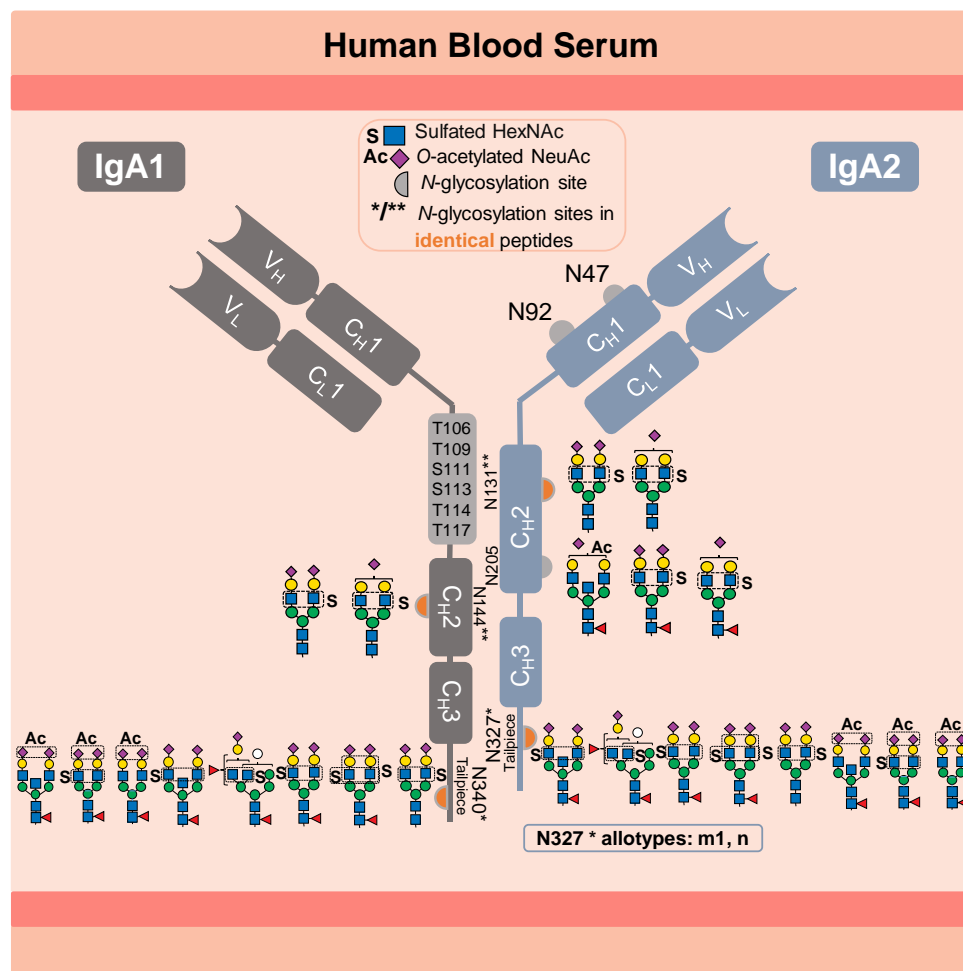 Human Blood Serum
IgA1
IgA2
S Sulfated HexNAc
Ac O-acetylated NeuAc
N-glycosylation site
*/** N-glycosylation sites in
identical peptides
VH
VL
CH1
CL1
N47
N92
VH
VL
CH1
CL1
T106
T109
S111
S113
T114
T117
N131**
CH2
N205
S
S
Ac
S
S
S
S
CH2
N144**
CH3
CH3
N340*
Tailpiece
N327*
Tailpiece
Ac
Ac
Ac
S
S
S
S
S
S
S
S
S
S
S
S
S
Ac
Ac
Ac
S
N327 * allotypes: m1, n